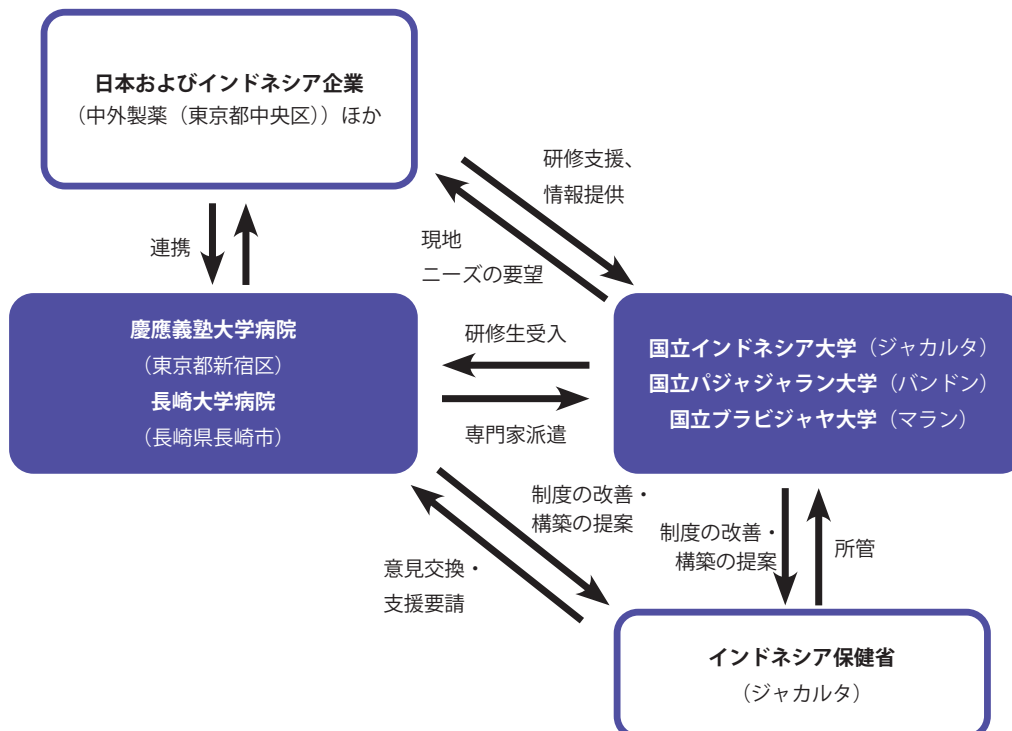 日本およびインドネシア企業
（中外製薬（東京都中央区））ほか
研修支援、
情報提供
連携
現地
ニーズの要望
慶應義塾大学病院
（東京都新宿区）
長崎大学病院
（長崎県長崎市）
研修生受入
専門家派遣
国立インドネシア大学（ジャカルタ）
国立パジャジャラン大学（バンドン）
国立ブラビジャヤ大学（マラン）
制度の改善・
構築の提案
意見交換・
支援要請
制度の改善・
構築の提案
所管
インドネシア保健省
（ジャカルタ）